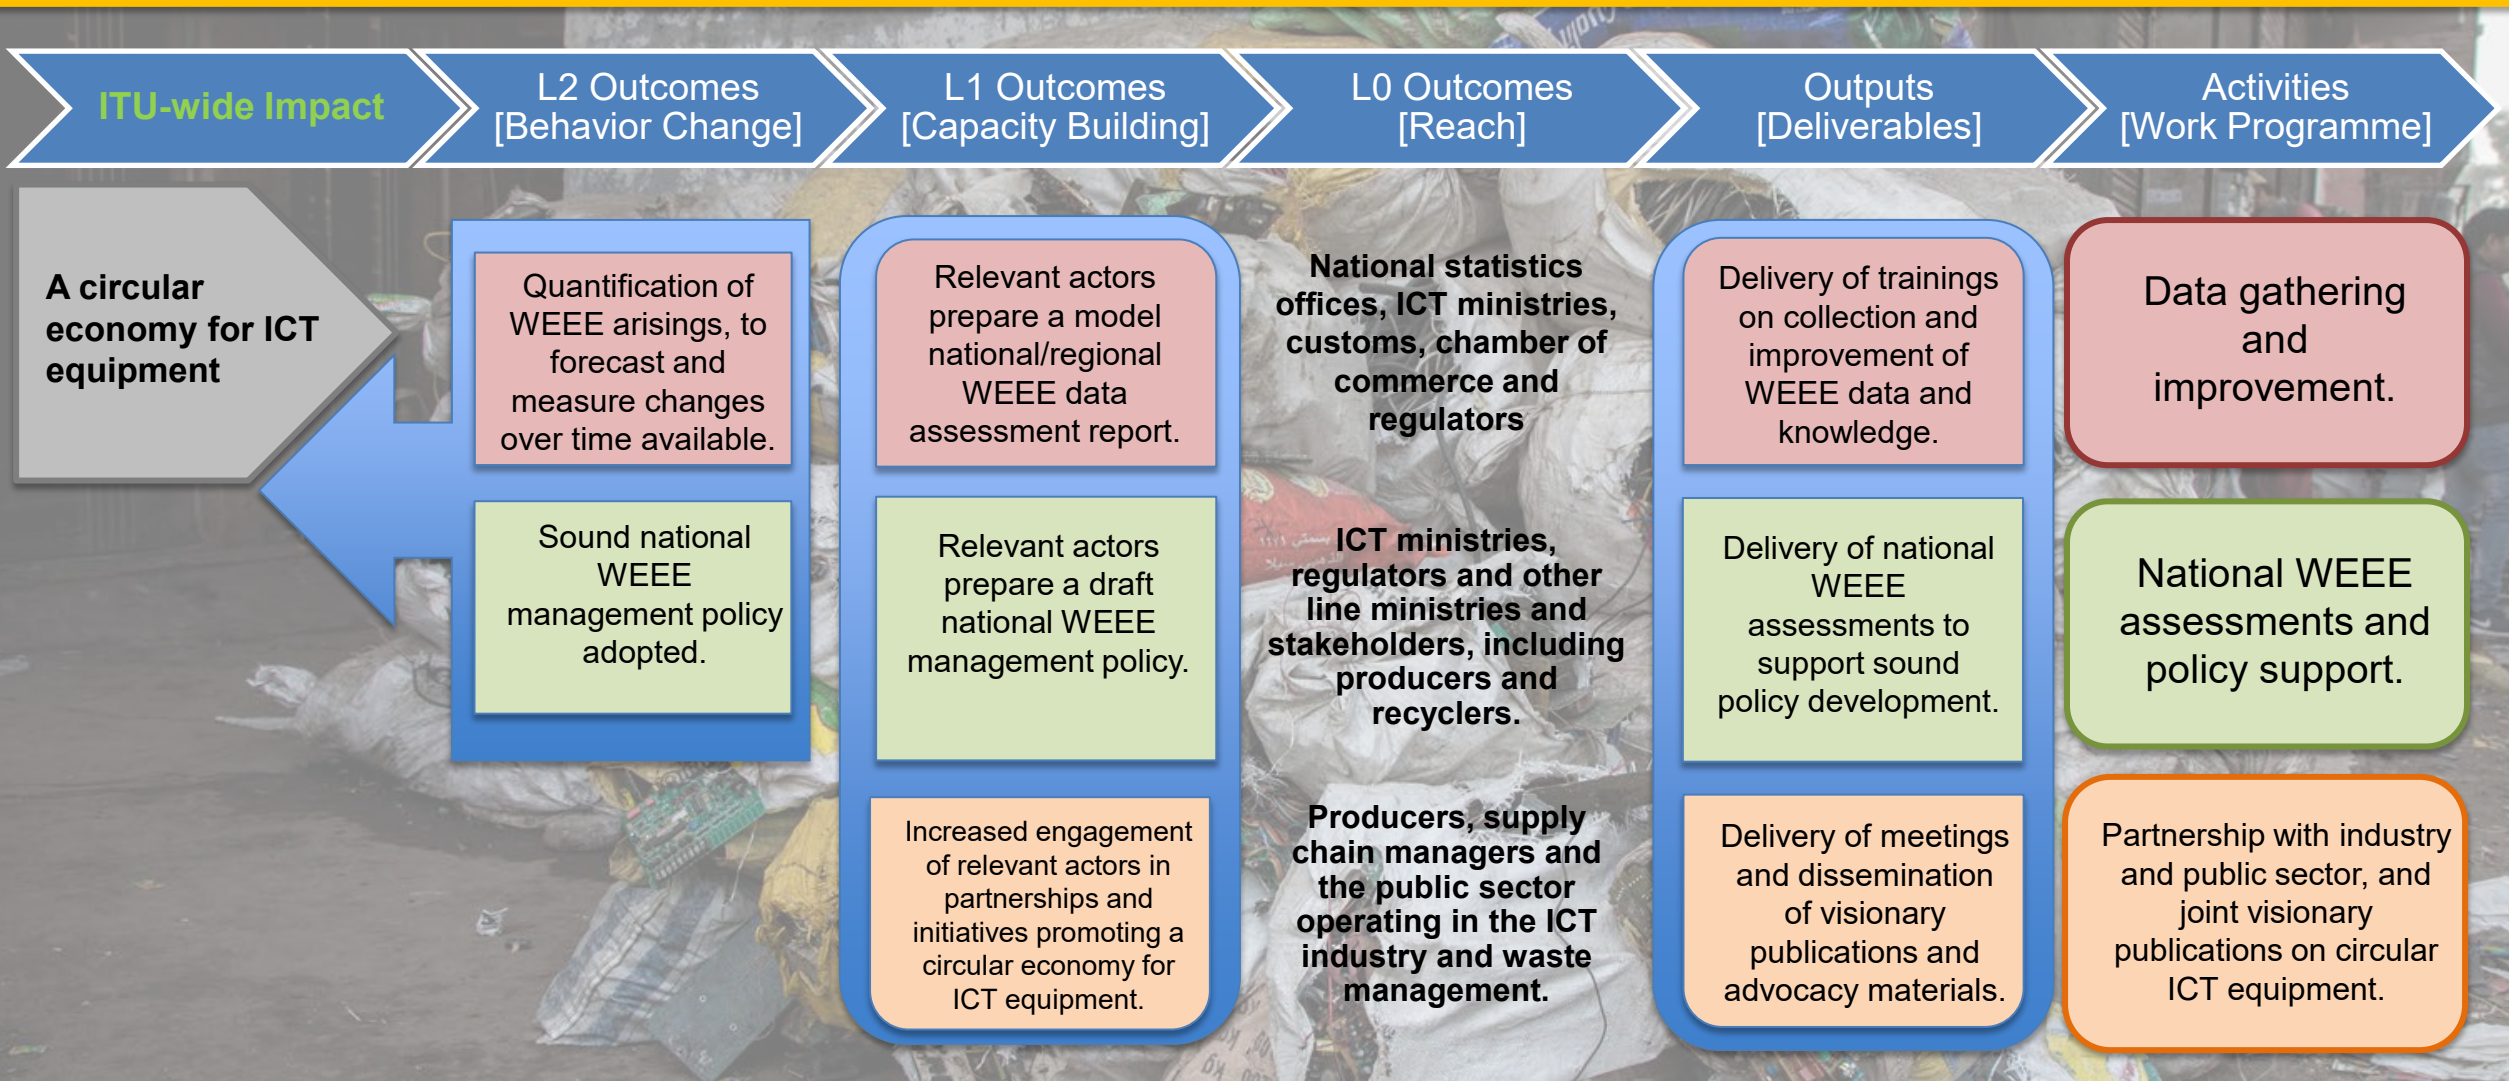 ITU-wide Impact
L2 Outcomes
[Behavior Change]
L1 Outcomes
[Capacity Building]
L0 Outcomes
[Reach]
Outputs
[Deliverables]
Activities
[Work Programme]
A circular
economy for ICT
equipment
Quantification of
WEEE arisings, to
forecast and
measure changes
over time available.
Sound national
WEEE
management policy
adopted.
Relevant actors
prepare a model
national/regional
WEEE data
assessment report.
Relevant actors
prepare a draft
national WEEE
management policy.
Increased engagement
of relevant actors in
partnerships and
initiatives promoting a
circular economy for
ICT equipment.
National statistics
offices, ICT ministries,
customs, chamber of
commerce and
regulators
ICT ministries,
regulators and other
line ministries and
stakeholders, including
producers and
recyclers.
Producers, supply
chain managers and
the public sector
operating in the ICT
industry and waste
management.
Delivery of trainings
on collection and
improvement of
WEEE data and
knowledge.
Delivery of national
WEEE
assessments to
support sound
policy development.
Delivery of meetings
and dissemination
of visionary
publications and
advocacy materials.
Data gathering
and
improvement.
National WEEE
assessments and
policy support.
Partnership with industry
and public sector, and
joint visionary
publications on circular
ICT equipment.